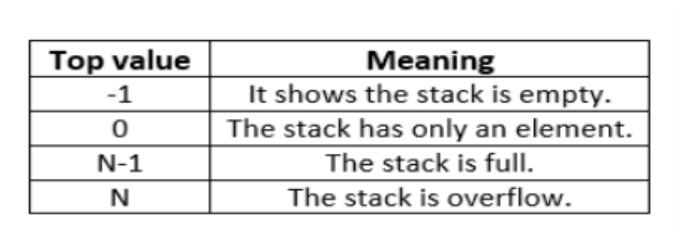 Top value Meaning
-1 It shows the stack is empty.
0 The stack has only an element.
N-1 The stack is full.
N The stack is overflow.